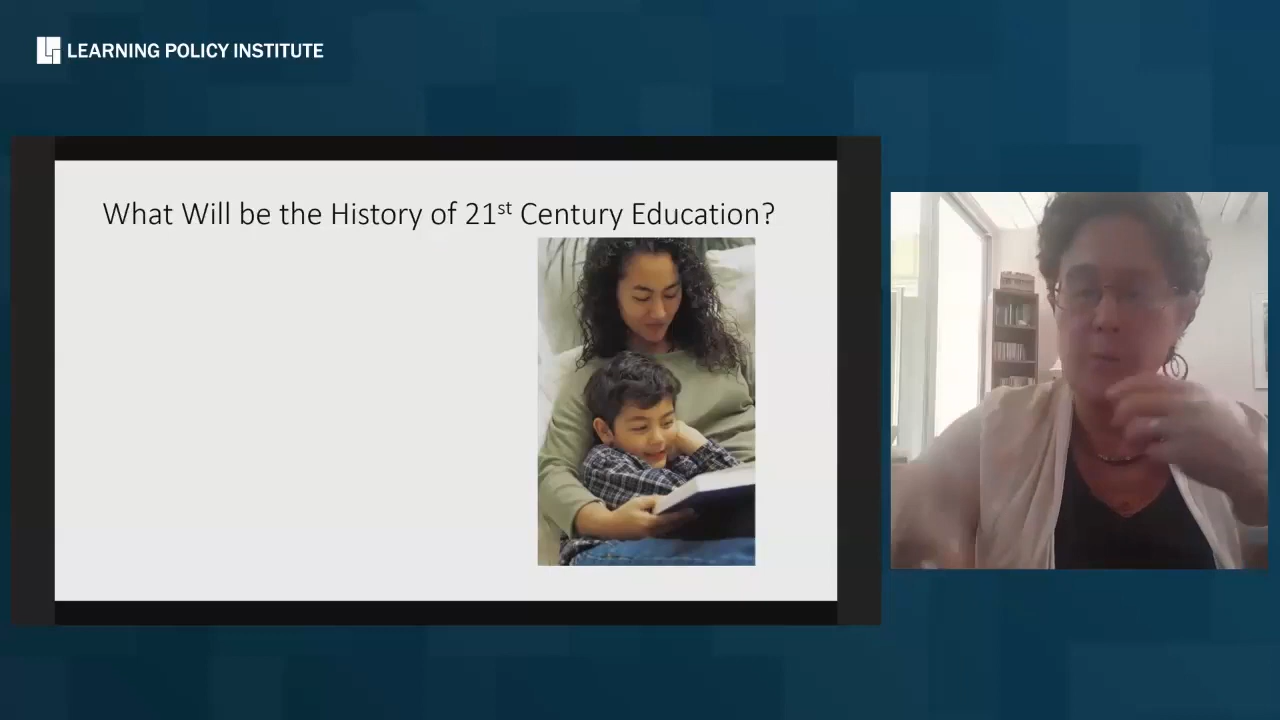 LEARNING POLICY INSTITUTE
What Will be the History of 21st Century Education?